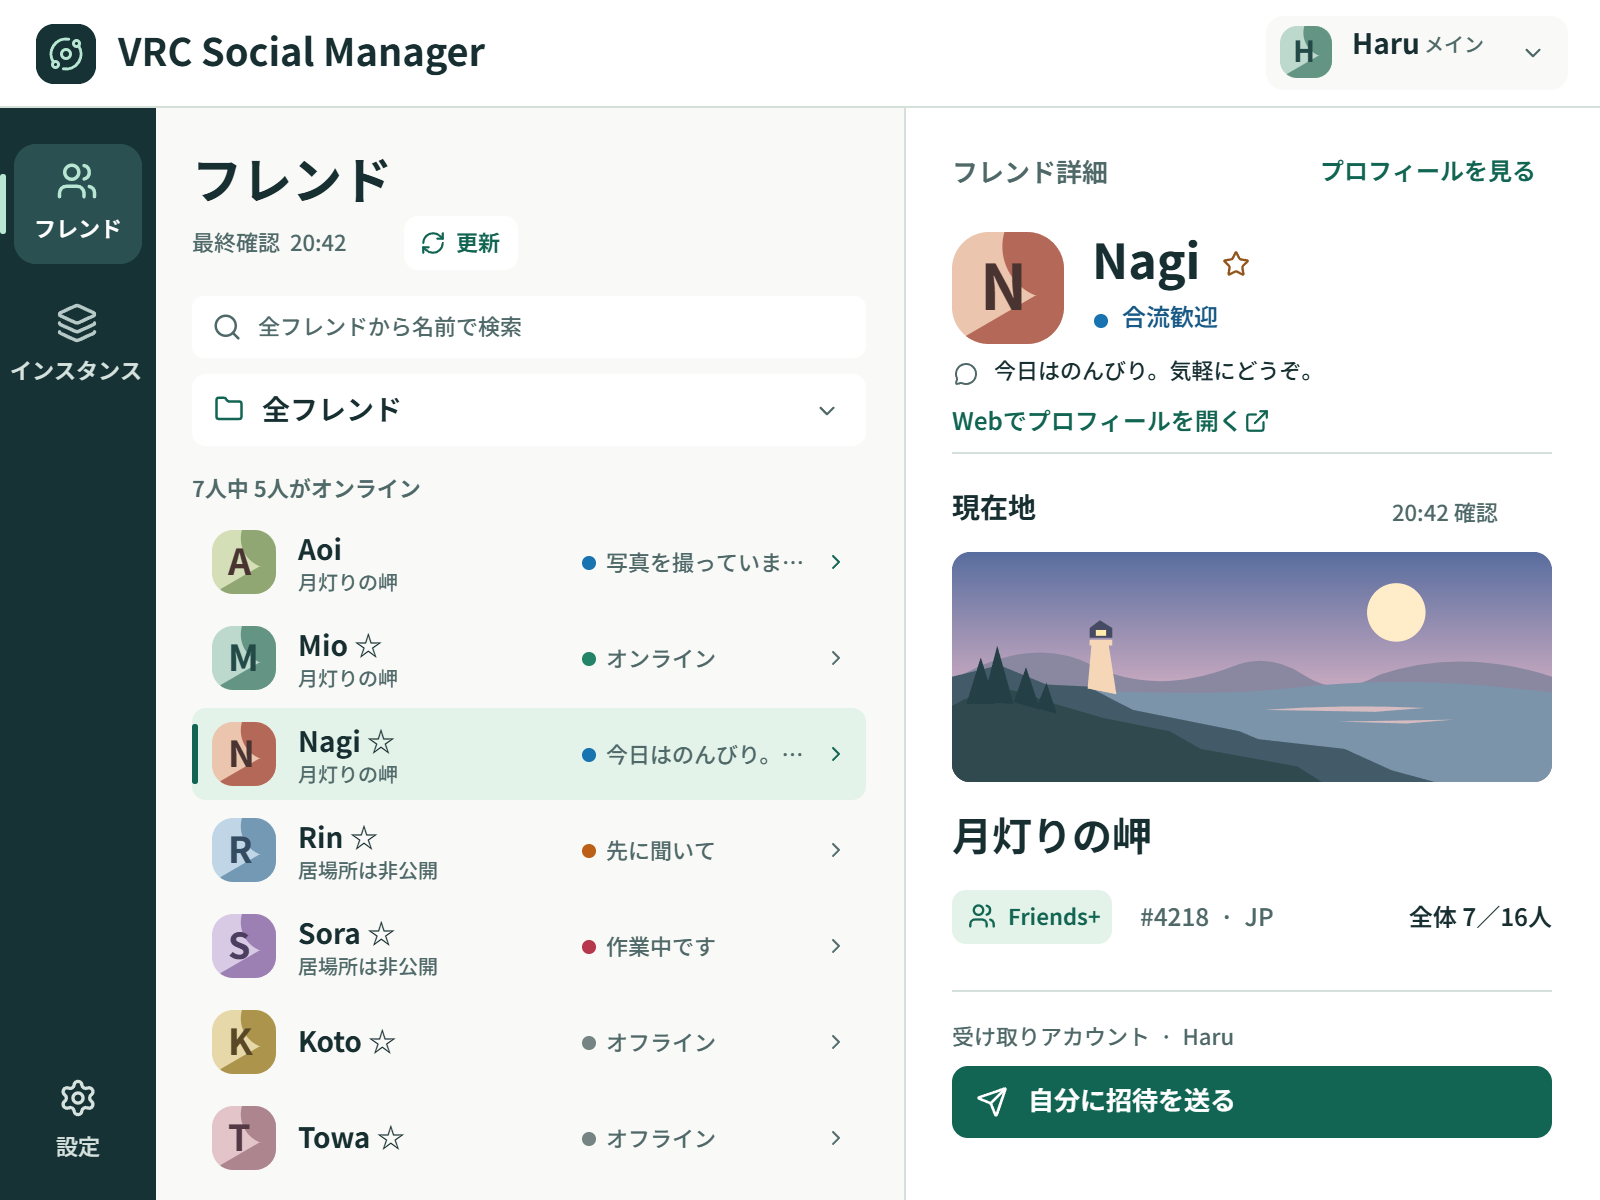 VRC Social Manager
H
Haru メイン
フレンド
インスタンス
設定
フレンド
最終確認 20:42
更新
全フレンドから名前で検索
全フレンド
7人中 5人がオンライン
A
Aoi
月灯りの岬
写真を撮っていま…
M
Mio ☆
月灯りの岬
オンライン
N
Nagi ☆
月灯りの岬
今日はのんびり。…
R
Rin ☆
居場所は非公開
先に聞いて
S
Sora ☆
居場所は非公開
作業中です
K
Koto ☆
オフライン
T
Towa ☆
オフライン
フレンド詳細
プロフィールを見る
N
Nagi
合流歓迎
今日はのんびり。気軽にどうぞ。
Webでプロフィールを開く
現在地
20:42 確認
月灯りの岬
Friends+
#4218 · JP
全体 7／16人
受け取りアカウント · Haru
自分に招待を送る